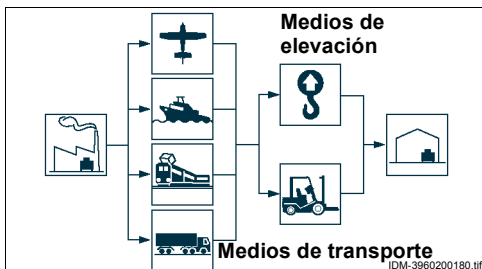 Medios de
elevación
Medios de transporte
IDM-3960200180.tif